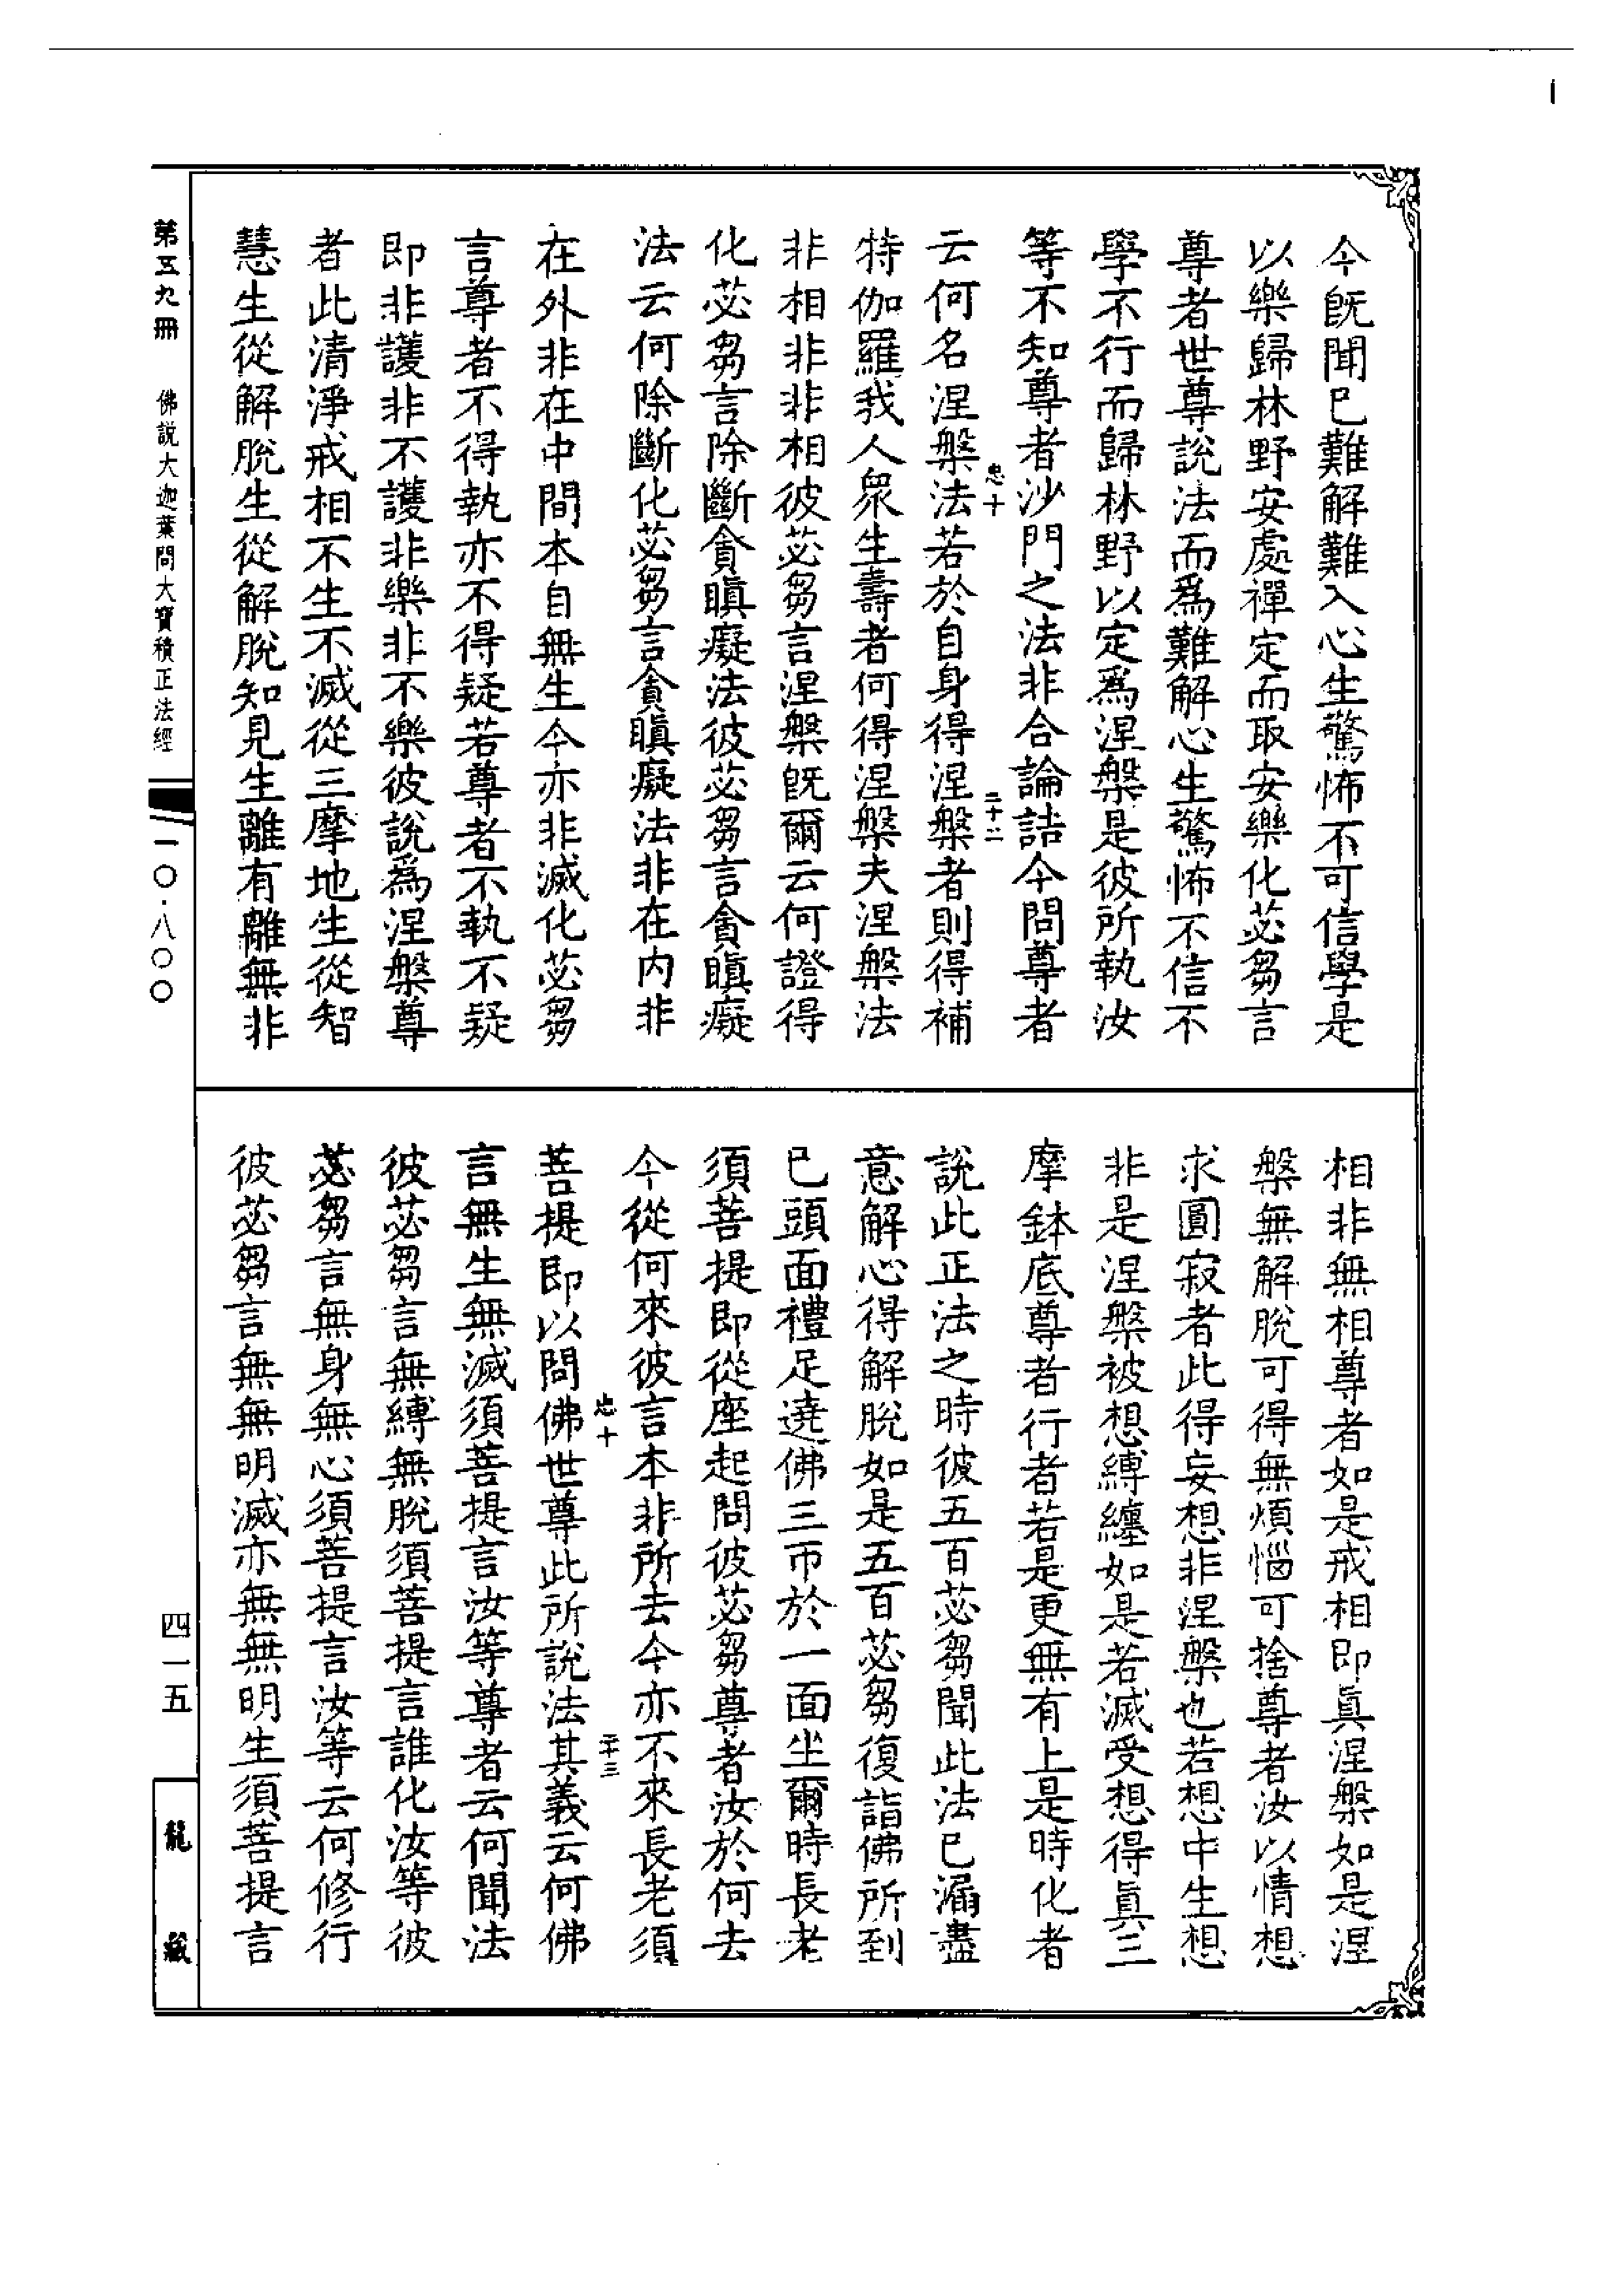 今旣聞已難解難入心生驚怖不可信學是
以樂歸林野安處禪定而取安樂化苾芻言
尊者世尊說法而爲難解心生驚怖不信不
學不行而歸林野以定爲涅槃是彼所執汝
等不知尊者沙門之法非合論詰今問尊者
忠十
二十二
云何名涅槃法若於自身得涅槃者則得補
特伽羅我人衆生壽者何得涅槃夫涅槃法
非相非非相彼苾芻言涅槃旣爾云何證得
化苾芻言除斷貪瞋癡法彼苾芻言貪瞋癡
法云何除斷化苾芻言貪瞋癡法非在内非
在外非在中間本自無生今亦非滅化苾芻
言尊者不得執亦不得疑若尊者不執不疑
即非護非不護非樂非不樂彼說爲涅槃尊
者此清淨戒相不生不滅從三摩地生從智
慧生從解脫生從解脫知見生離有離無非
相非無相尊者如是戒相即眞涅槃如是涅
槃無解脫可得無煩惱可捨尊者汝以情想
求圓寂者此得妄想非涅槃也若想中生想
非是涅槃被想縛纏如是若滅受想得眞三
摩鉢底尊者行者若是更無有上是時化者
說此正法之時彼五百苾芻聞此法已漏盡
意解心得解脫如是五百苾芻復詣佛所到
已頭面禮足遶佛三帀於一面坐爾時長老
須菩提即從座起問彼苾芻尊者汝於何去
今從何來彼言本非所去今亦不來長老須
忠十
二十三
菩提即以問佛世尊此所說法其義云何佛
言無生無滅須菩提言汝等尊者云何聞法
彼苾芻言無縛無脫須菩提言誰化汝等彼
苾芻言無身無心須菩提言汝等云何修行
彼苾芻言無無明滅亦無無明生須菩提言
第五九冊
佛説大迦葉問大寶積正法經
一〇·八〇〇
四一五
龍藏